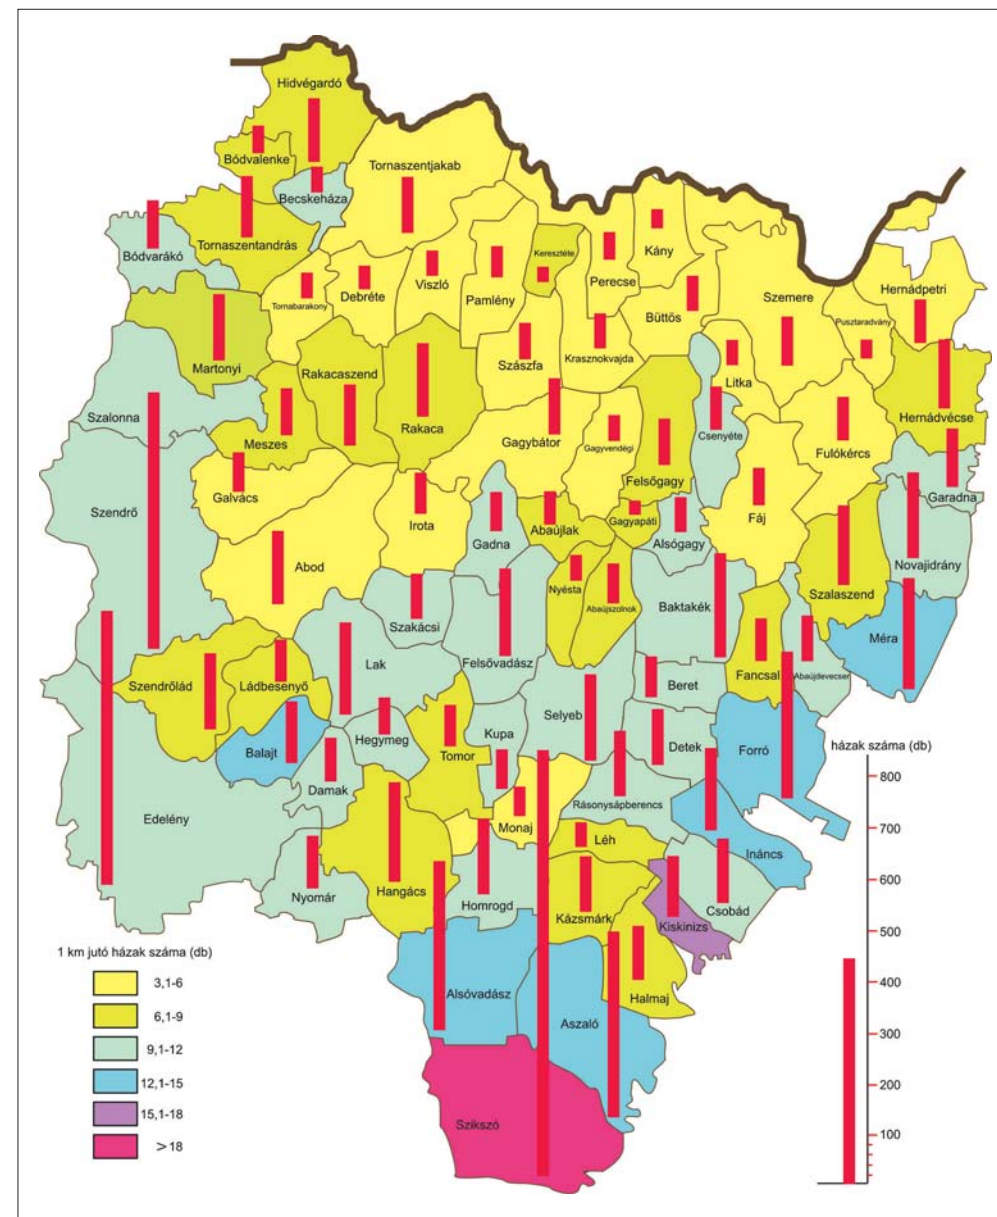 Hidvégardó
Bódvalenke
Tornaszentjakab
Becskeháza
Kány
Tornaszentandrás
Bódvarákó
Keresztéte
Perecse
Viszló
Debréte
Pamlény
Hernádpetri
Szemere
Tornabarakony
Büttös
Pusztaradvány
Krasznokvajda
Szászfa
Martonyi
Rakacaszend
Litka
Szalonna
Hernádvécse
Rakaca
Csenyéte
Meszes
Gagybátor
Gagyvendégi
Fulókércs
Felsőgagy
Galvács
Garadna
Szendrő
Irota
Fáj
Gagyapáti
Abaújlak
Gadna
Alsógagy
Novajidrány
Abod
Nyésta
Szalaszend
Szakácsi
Abaújszolnok
Baktakék
Méra
Lak
Felsővadász
Fancsal
Abaújdevecser
Szendrőlád
Ládbesenyő
Beret
Selyeb
Kupa
Hegymeg
Detek
Forró
házak száma (db)
Balajt
Tomor
800
Damak
Rásonysápberencs
Edelény
700
Monaj
Léh
Ináncs
600
Hangács
Nyomár
Homrogd
Csobád
Kázsmárk
Kiskinizs
500
1 km jutó házak száma (db)
400
3,1-6
Alsóvadász
Halmaj
6,1-9
Aszaló
300
9,1-12
200
12,1-15
15,1-18
Szikszó
100
>18